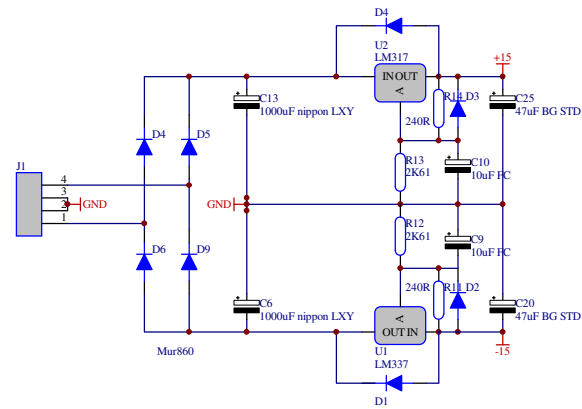 D4
U2
LM317
IN OUT
A
+15
R14 D3
240R
C25
47uF BG STD
C13
1000uF nippon LXY
D4
D5
J1
4
3
2
1
GND
R13
2K61
C10
10uF FC
GND
R12
2K61
C9
10uF FC
D6
D9
240R
R11 D2
C6
1000uF nippon LXY
C20
47uF BG STD
A
OUT IN
U1
LM337
-15
Mur860
D1